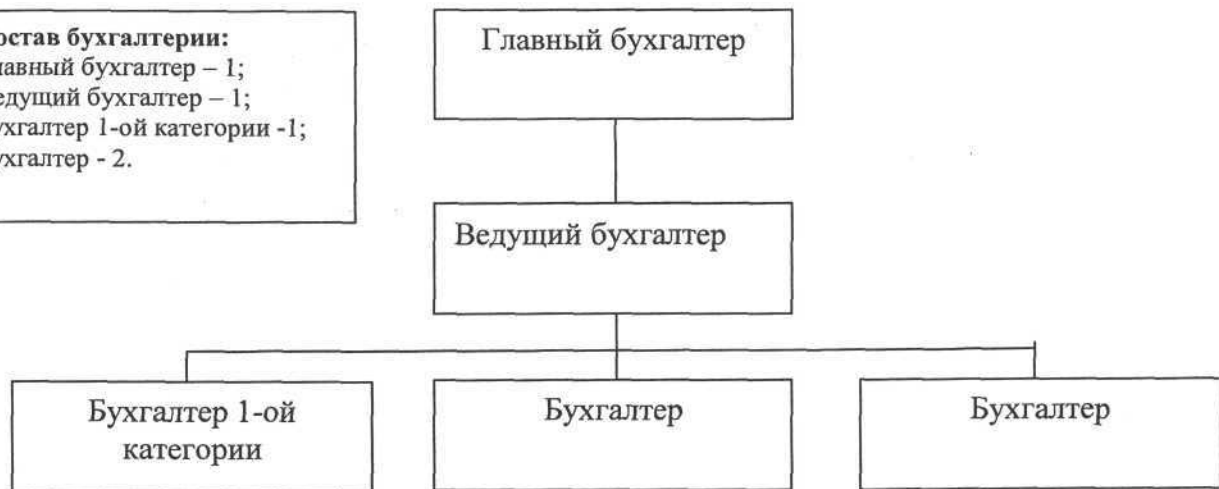 остав бухгалтерии:
лавный бухгалтер – 1;
едущий бухгалтер – 1;
ухгалтер 1-ой категории -1;
ухгалтер - 2.
Главный бухгалтер
Ведущий бухгалтер
Бухгалтер 1-ой
категории
Бухгалтер
Бухгалтер